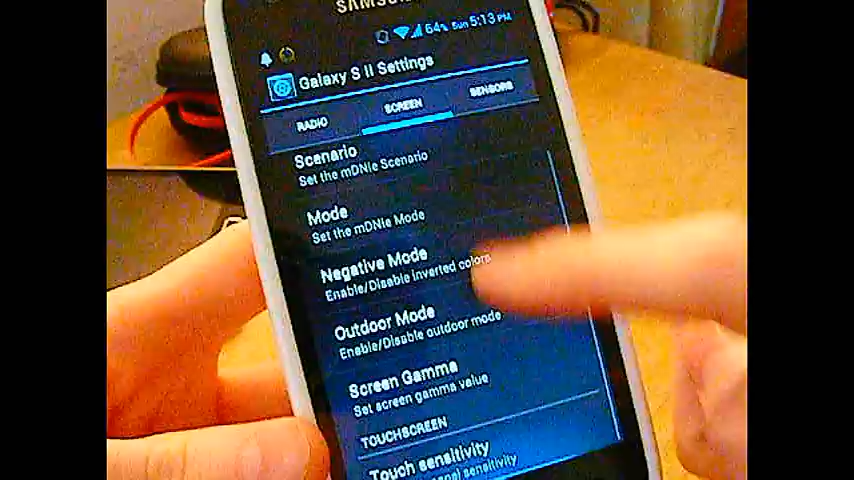 SAMSUNG
64% Sun 5:13 PM
Galaxy S II Settings
RADIO
SCREEN
SENSORS
Scenario
Set the mDNIe Scenario
Mode
Set the mDNIe Mode
Negative Mode
Enable/Disable inverted colors
Outdoor Mode
Enable/Disable outdoor mode
Screen Gamma
Set screen gamma value
TOUCHSCREEN
Touch sensitivity
sensitivity